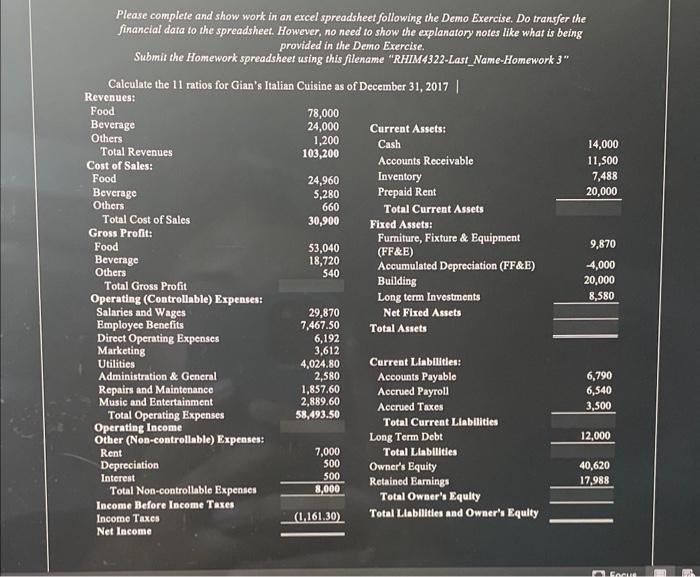 Please complete and show work in an excel spreadsheet following the Demo Exercise. Do transfer the
financial data to the spreadsheet. However, no need to show the explanatory notes like what is being
provided in the Demo Exercise.
Submit the Homework spreadsheet using this filename "RHIM4322-Last_Name-Homework 3"
Calculate the 11 ratios for Gian's Italian Cuisine as of December 31, 2017
Revenues:
Food 78,000
Beverage 24,000
Others 1,200
Total Revenues 103,200
Cost of Sales:
Food 24,960
Beverage 5,280
Others 660
Total Cost of Sales 30,900
Gross Profit:
Food 53,040
Beverage 18,720
Others 540
Total Gross Profit
Operating (Controllable) Expenses:
Salaries and Wages 29,870
Employee Benefits 7,467.50
Direct Operating Expenses 6,192
Marketing 3,612
Utilities 4,024.80
Administration & General 2,580
Repairs and Maintenance 1,857.60
Music and Entertainment 2,889.60
Total Operating Expenses 58,493.50
Operating Income
Other (Non-controllable) Expenses:
Rent 7,000
Depreciation 500
Interest 500
Total Non-controllable Expenses 8,000
Income Before Income Taxes
Income Taxes (1,161.30)
Net Income
Current Assets:
Cash 14,000
Accounts Receivable 11,500
Inventory 7,488
Prepaid Rent 20,000
Total Current Assets
Fixed Assets:
Furniture, Fixture & Equipment
(FF&E) 9,870
Accumulated Depreciation (FF&E) -4,000
Building 20,000
Long term Investments 8,580
Net Fixed Assets
Total Assets
Current Liabilities:
Accounts Payable 6,790
Accrued Payroll 6,540
Accrued Taxes 3,500
Total Current Liabilities
Long Term Debt 12,000
Total Liabilities
Owner's Equity 40,620
Retained Earnings 17,988
Total Owner's Equity
Total Liabilities and Owner's Equity
Focus